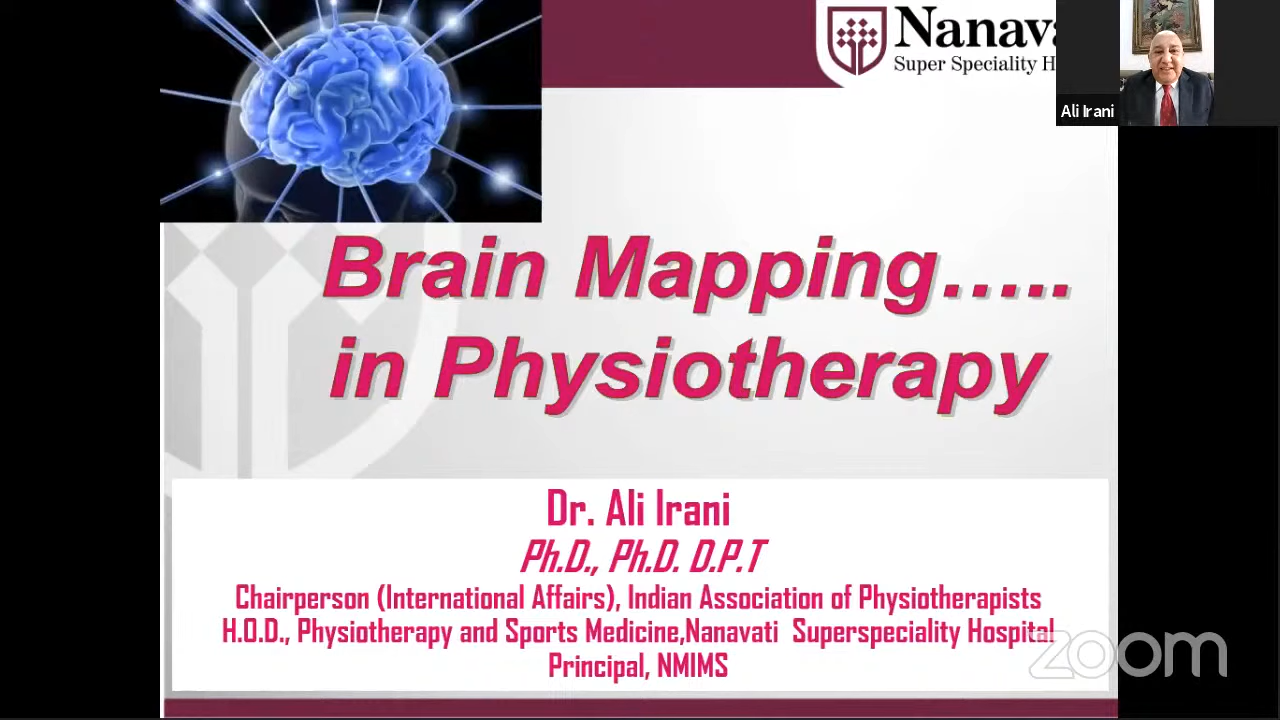 Super Speciality
Ali Irani
Brain Mapping.....
in Physiotherapy
Dr. Ali Irani
Ph.D., Ph.D. D.P.T
Chairperson (International Affairs), Indian Association of Physiotherapists
H.O.D., Physiotherapy and Sports Medicine,Nanavati Superspeciality Hospital
Principal, NMIMS
zoom